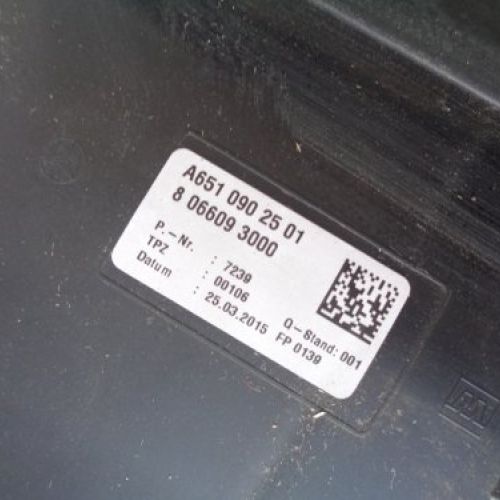 A651 090 25 01
8 06609 3000
P.-Nr. : 7239
TPZ : 00106
Datum : 25.03.2015 FP 0139
Q-Stand: 001